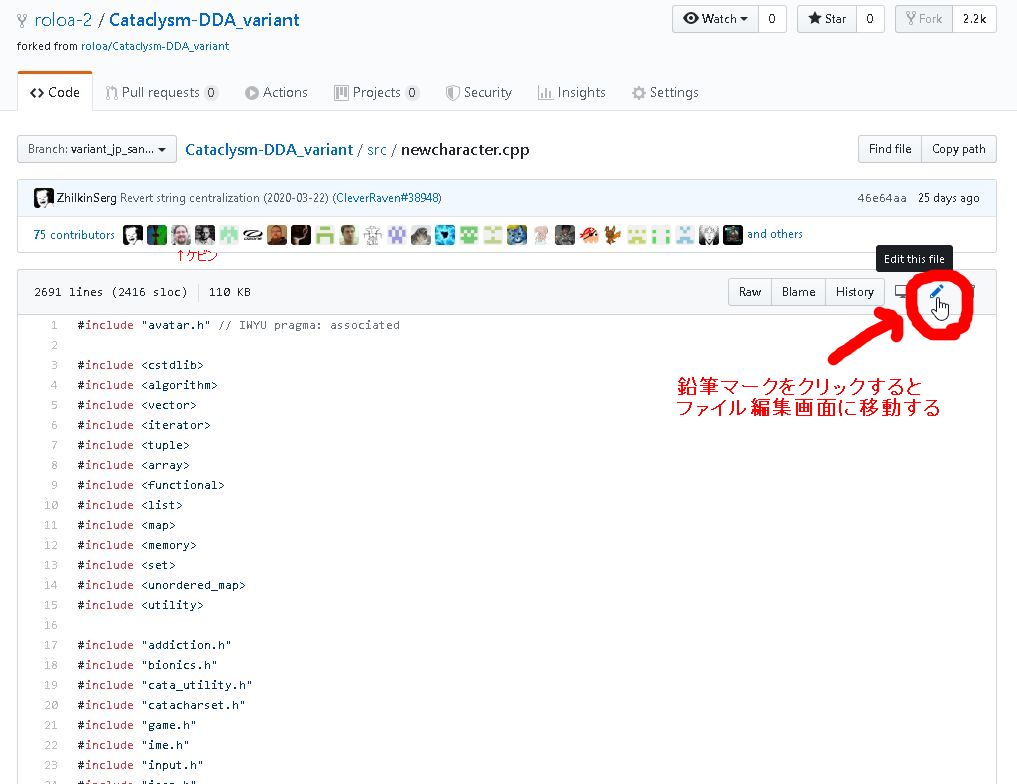 roloa-2 / Cataclysm-DDA_variant
forked from roloa/Cataclysm-DDA_variant
Watch 0 Star 0 Fork 2.2k
Code Pull requests 0 Actions Projects 0 Security Insights Settings
Branch: variant_jp_san... Cataclysm-DDA_variant / src / newcharacter.cpp Find file Copy path
ZhilkinSerg Revert string centralization (2020-03-22) (CleverRaven#38948) 46e64aa 25 days ago
75 contributors and others
↑ケビン
Edit this file
2691 lines (2416 sloc) 110 KB Raw Blame History
鉛筆マークをクリックすると
ファイル編集画面に移動する
1 #include "avatar.h" // IWYU pragma: associated
2
3 #include <cstdlib>
4 #include <algorithm>
5 #include <vector>
6 #include <iterator>
7 #include <tuple>
8 #include <array>
9 #include <functional>
10 #include <list>
11 #include <map>
12 #include <memory>
13 #include <set>
14 #include <unordered_map>
15 #include <utility>
16
17 #include "addiction.h"
18 #include "bionics.h"
19 #include "cata_utility.h"
20 #include "catacharset.h"
21 #include "game.h"
22 #include "ime.h"
23 #include "input.h"